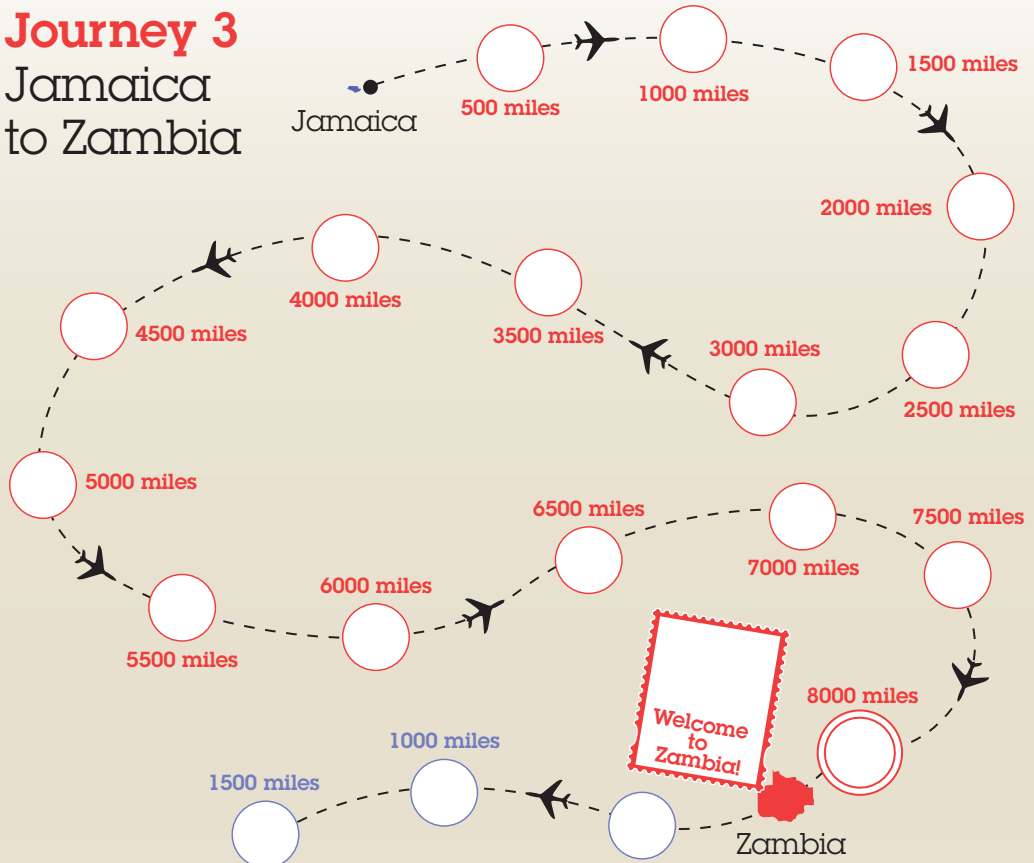 Journey 3
Jamaica
to Zambia
Jamaica
500 miles
1000 miles
1500 miles
2000 miles
2500 miles
3000 miles
3500 miles
4000 miles
4500 miles
5000 miles
5500 miles
6000 miles
6500 miles
7000 miles
7500 miles
8000 miles
Welcome
to
Zambia!
Zambia
1000 miles
1500 miles